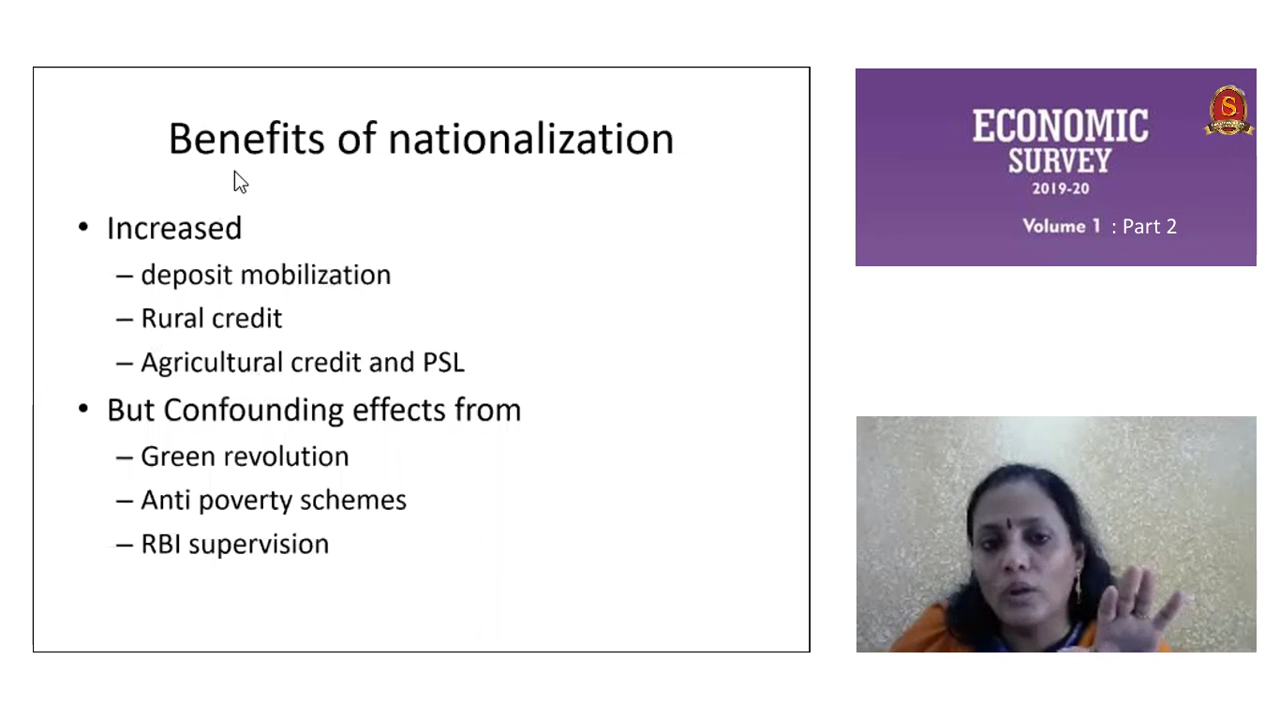 Benefits of nationalization
• Increased
– deposit mobilization
– Rural credit
– Agricultural credit and PSL
• But Confounding effects from
– Green revolution
– Anti poverty schemes
– RBI supervision
ECONOMIC
SURVEY
2019-20
Volume 1 : Part 2
S